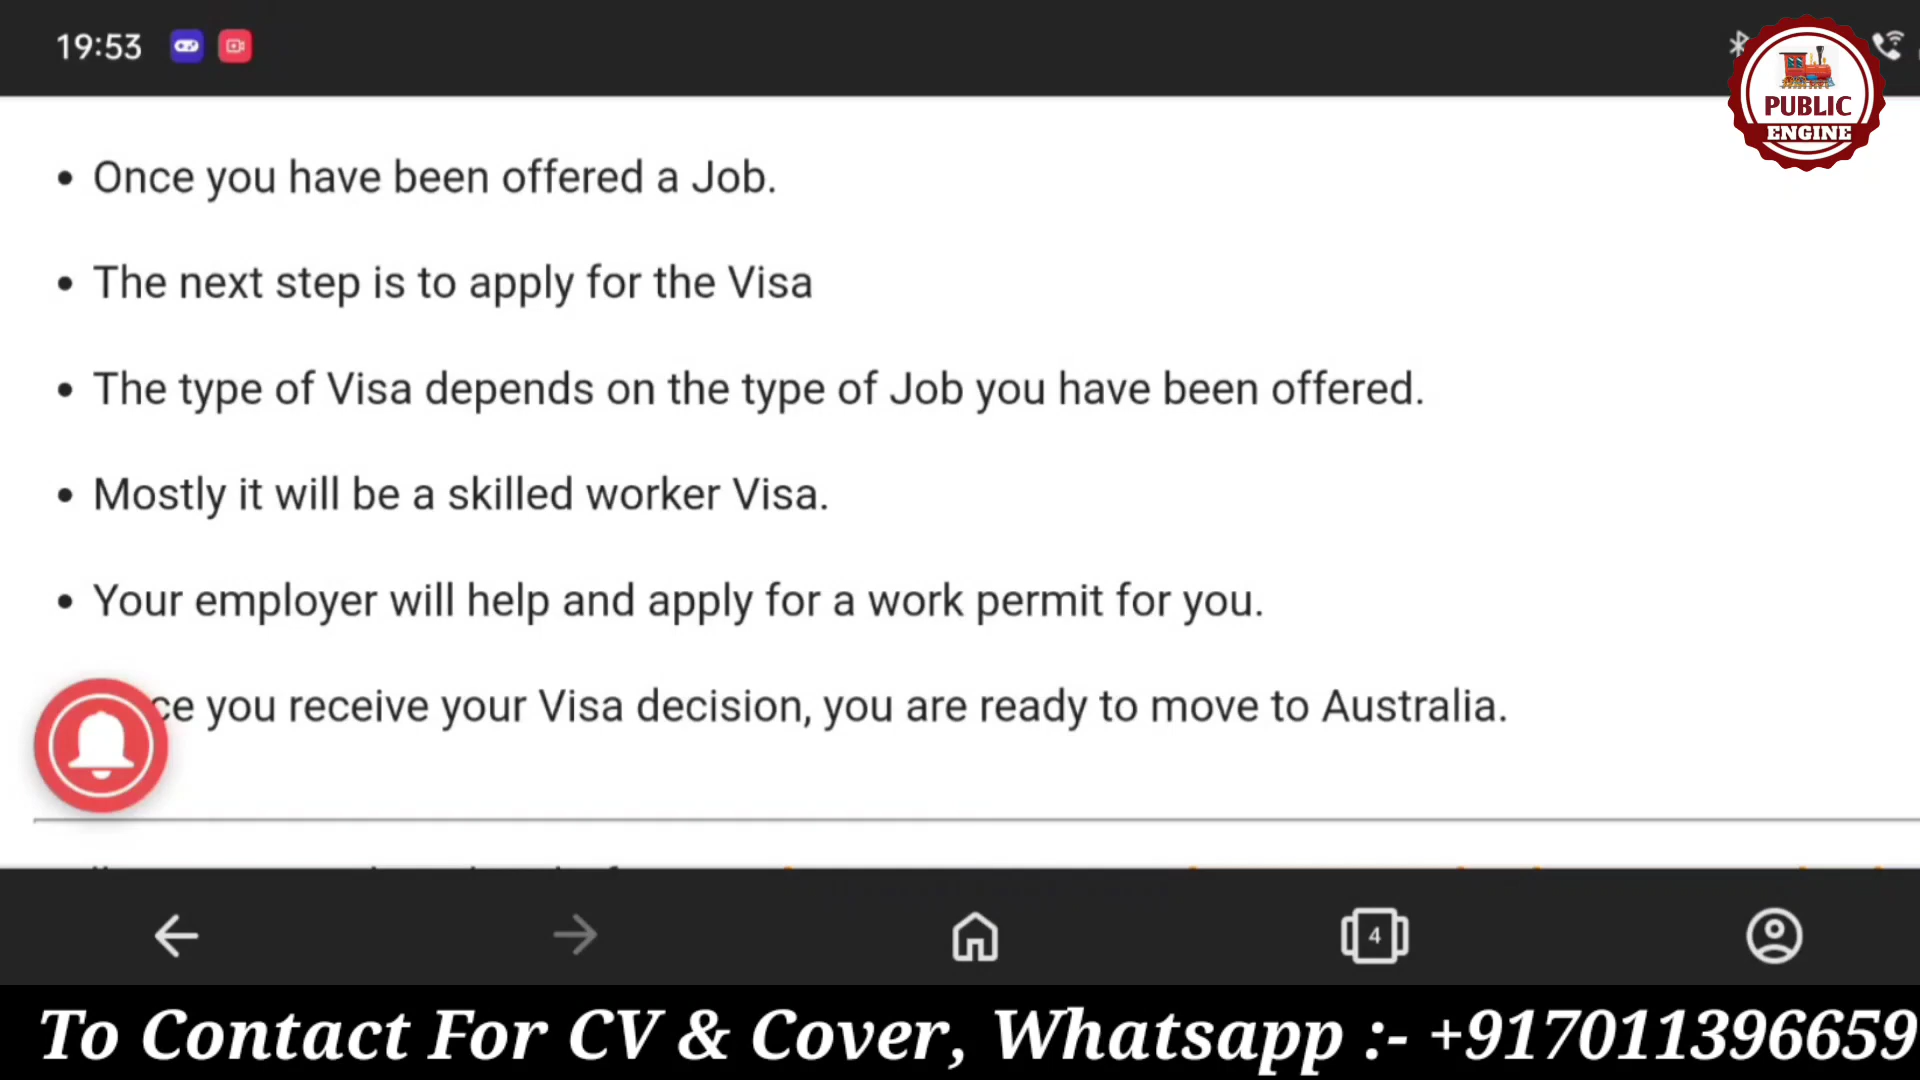 19:53
PUBLIC
ENGINE
Once you have been offered a Job.
The next step is to apply for the Visa
The type of Visa depends on the type of Job you have been offered.
Mostly it will be a skilled worker Visa.
Your employer will help and apply for a work permit for you.
ce you receive your Visa decision, you are ready to move to Australia.
4
To Contact For CV & Cover, Whatsapp :- +917011396659